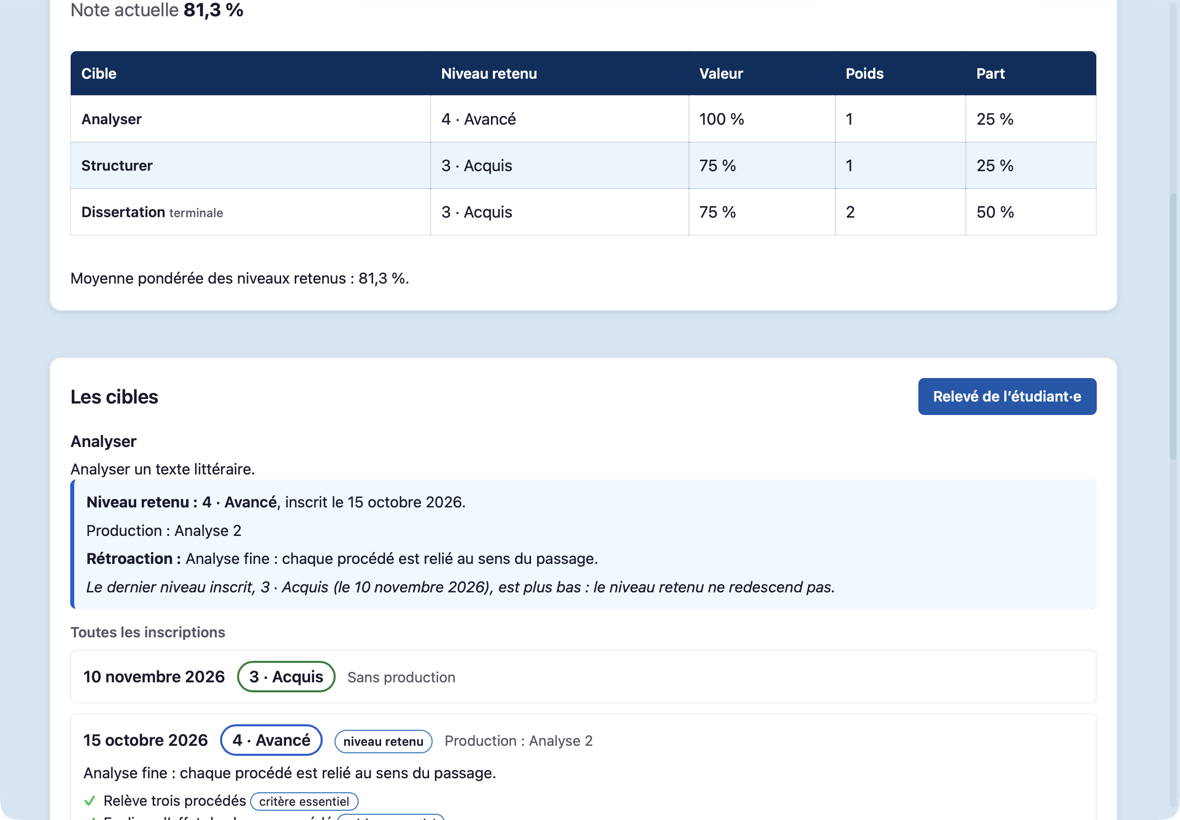 Note actuelle 81,3 %
Cible Niveau retenu Valeur Poids Part
Analyser 4 · Avancé 100 % 1 25 %
Structurer 3 · Acquis 75 % 1 25 %
Dissertation terminale 3 · Acquis 75 % 2 50 %
Moyenne pondérée des niveaux retenus : 81,3 %.
Les cibles
Relevé de l’étudiant·e
Analyser
Analyser un texte littéraire.
Niveau retenu : 4 · Avancé, inscrit le 15 octobre 2026.
Production : Analyse 2
Rétroaction : Analyse fine : chaque procédé est relié au sens du passage.
Le dernier niveau inscrit, 3 · Acquis (le 10 novembre 2026), est plus bas : le niveau retenu ne redescend pas.
Toutes les inscriptions
10 novembre 2026 3 · Acquis Sans production
15 octobre 2026 4 · Avancé niveau retenu Production : Analyse 2
Analyse fine : chaque procédé est relié au sens du passage.
Relève trois procédés critère essentiel